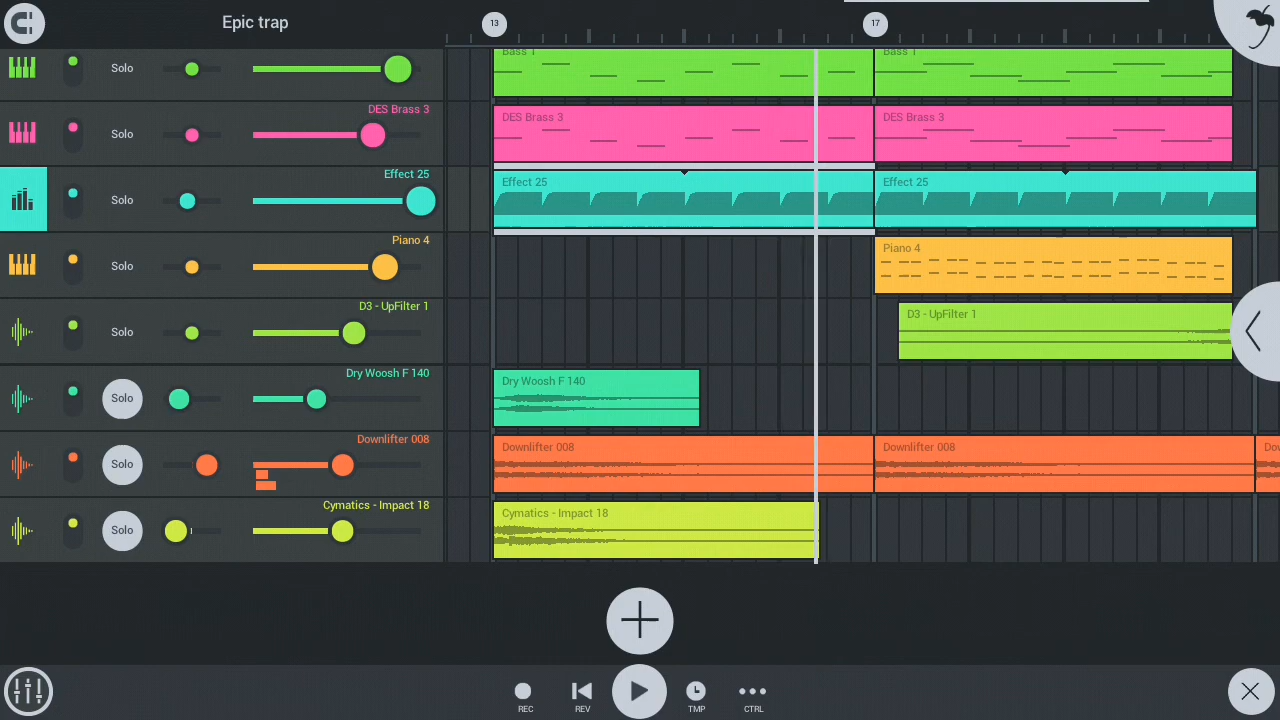 Epic trap
13
17
Solo
Bass 1
Bass 1
DES Brass 3
Solo
DES Brass 3
DES Brass 3
Effect 25
Solo
Effect 25
Effect 25
Piano 4
Solo
Piano 4
D3 - UpFilter 1
Solo
D3 - UpFilter 1
Dry Woosh F 140
Solo
Dry Woosh F 140
Downlifter 008
Solo
Downlifter 008
Downlifter 008
Dow
Cymatics - Impact 18
Solo
Cymatics - Impact 18
REC
REV
TMP
CTRL